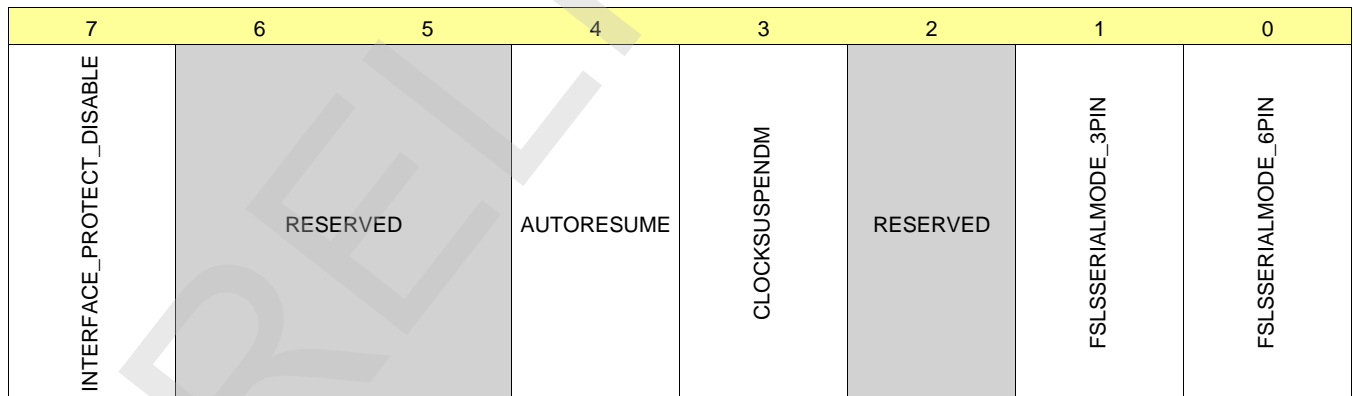 7 6 5 4 3 2 1 0
INTERFACE_PROTECT_DISABLE
RESERVED
AUTORESUME
CLOCKSUSPENDM
RESERVED
FSLSSERIALMODE_3PIN
FSLSSERIALMODE_6PIN